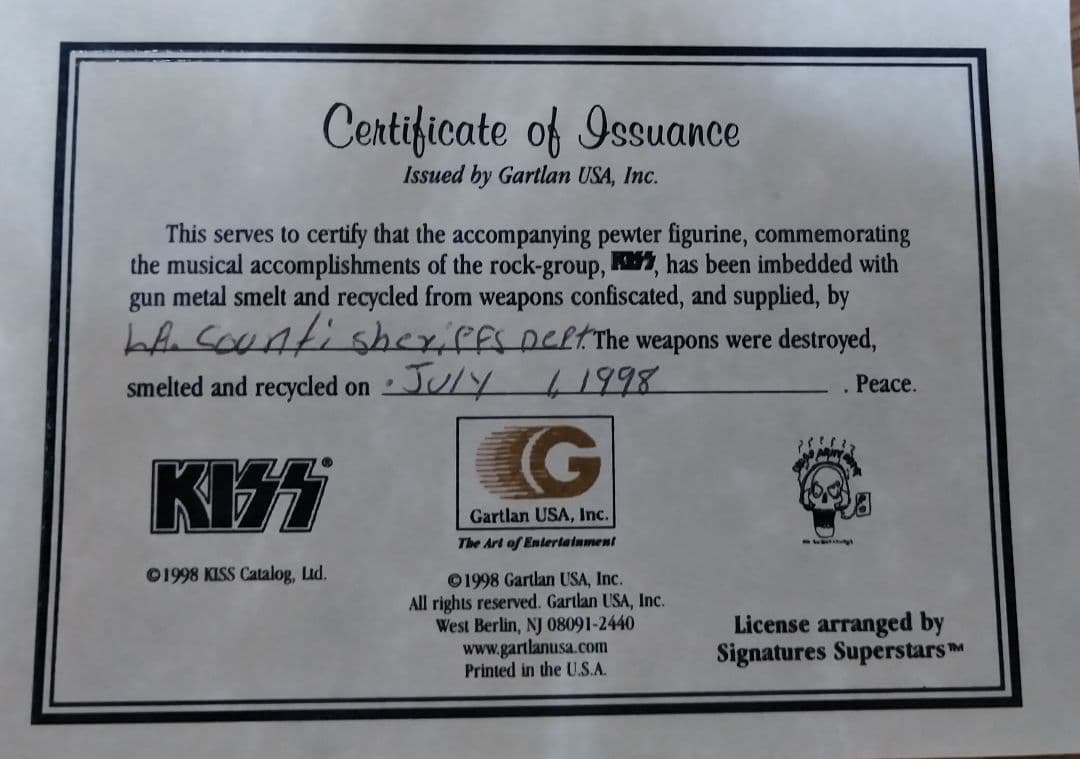 Certificate of Issuance
Issued by Gartlan USA, Inc.
This serves to certify that the accompanying pewter figurine, commemorating
the musical accomplishments of the rock-group, KISS, has been imbedded with
gun metal smelt and recycled from weapons confiscated, and supplied, by
L.A. Counti sheriffs Dept. The weapons were destroyed,
smelted and recycled on July 1, 1998. Peace.
KISS®
G
Gartlan USA, Inc.
The Art of Entertainment
©1998 KISS Catalog, Ltd.
©1998 Gartlan USA, Inc.
All rights reserved. Gartlan USA, Inc.
West Berlin, NJ 08091-2440
www.gartlanusa.com
Printed in the U.S.A.
License arranged by
Signatures Superstars™